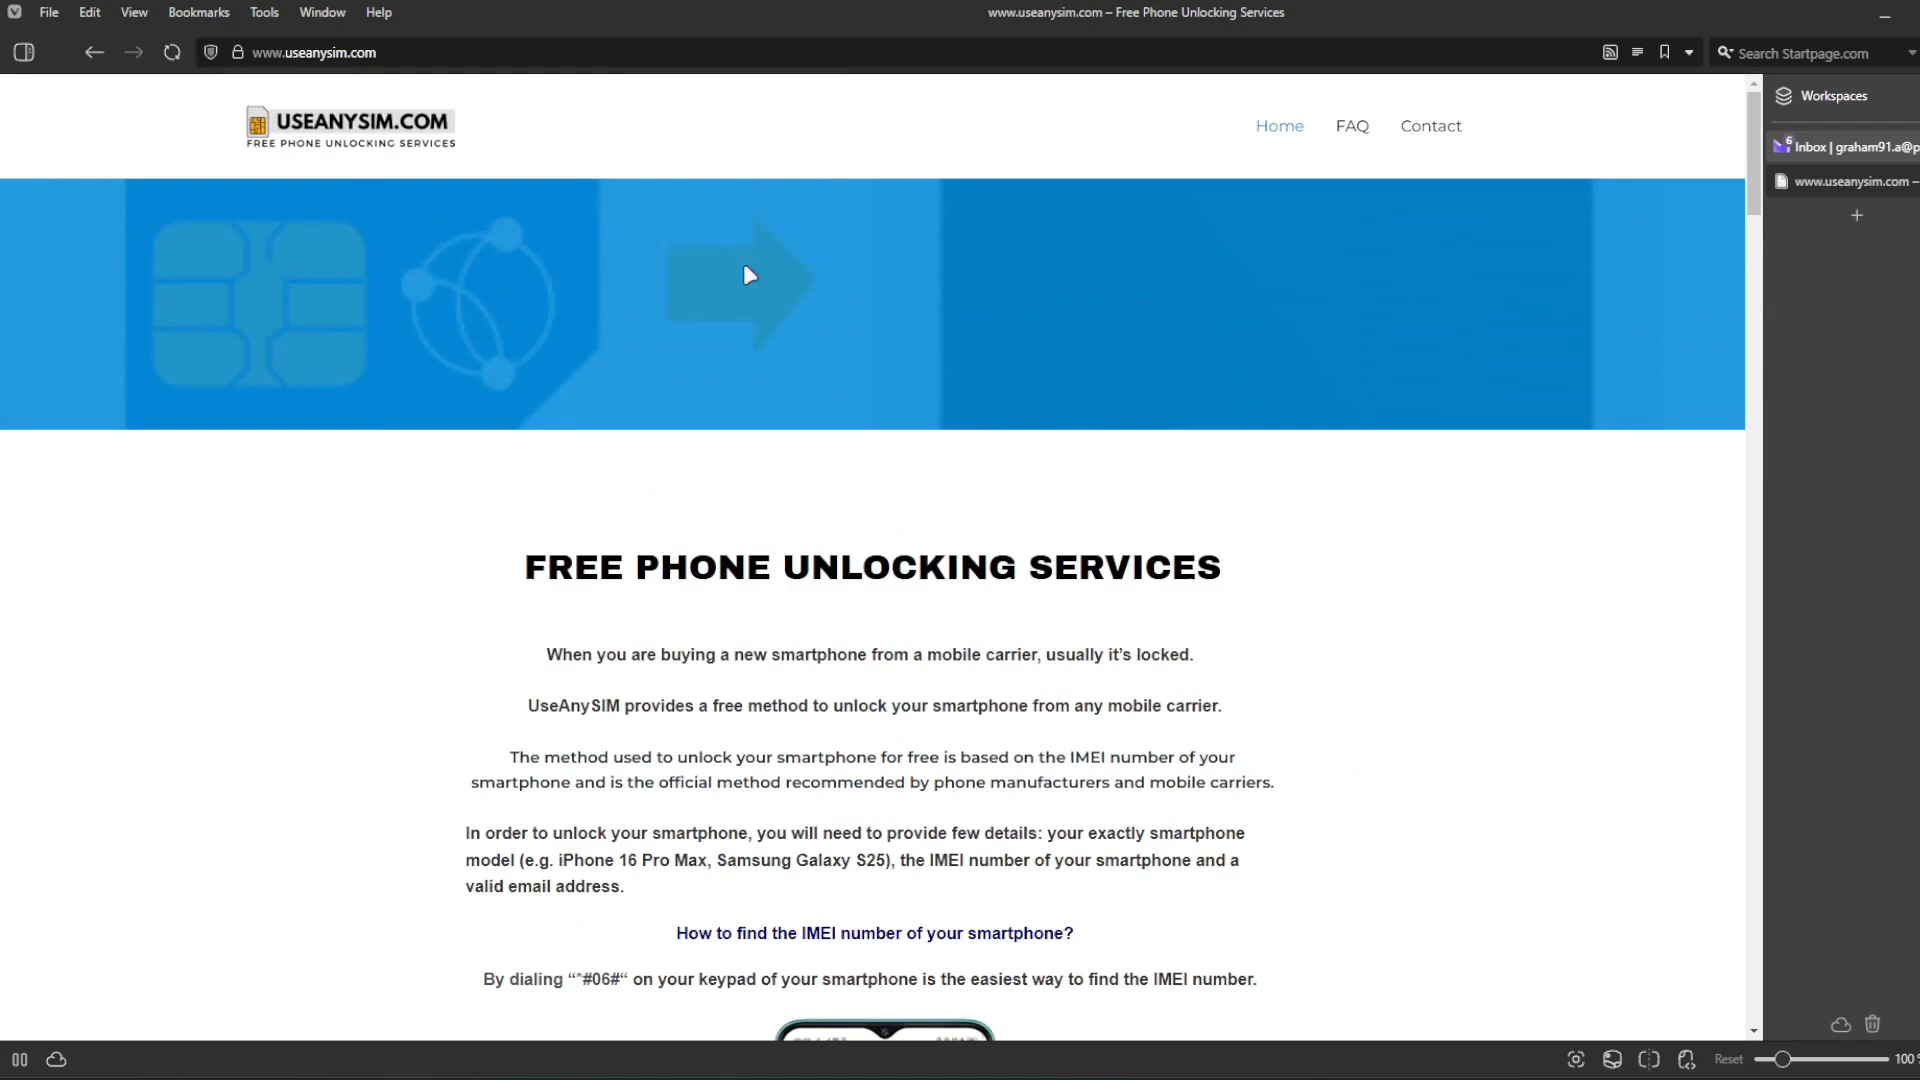 File Edit View Bookmarks Tools Window Help
www.useanysim.com – Free Phone Unlocking Services
www.useanysim.com
Search Startpage.com
USEANYSIM.COM
FREE PHONE UNLOCKING SERVICES
Home FAQ Contact
Workspaces
6
Inbox | graham91.a@p
www.useanysim.com –
FREE PHONE UNLOCKING SERVICES
When you are buying a new smartphone from a mobile carrier, usually it’s locked.
UseAnySIM provides a free method to unlock your smartphone from any mobile carrier.
The method used to unlock your smartphone for free is based on the IMEI number of your
smartphone and is the official method recommended by phone manufacturers and mobile carriers.
In order to unlock your smartphone, you will need to provide few details: your exactly smartphone
model (e.g. iPhone 16 Pro Max, Samsung Galaxy S25), the IMEI number of your smartphone and a
valid email address.
How to find the IMEI number of your smartphone?
By dialing “*#06#“ on your keypad of your smartphone is the easiest way to find the IMEI number.
Reset 100 %